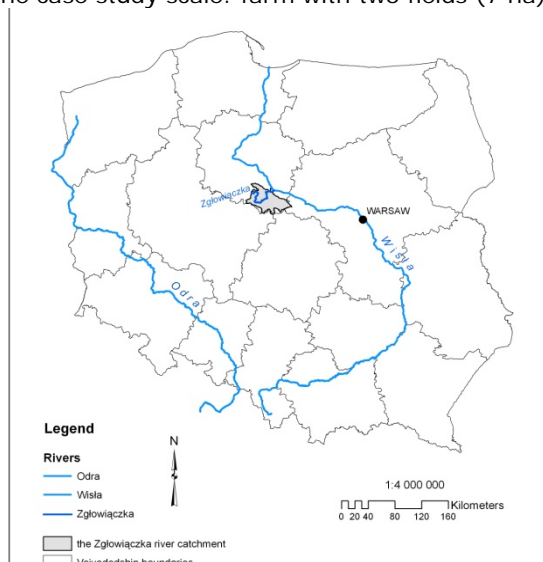 he case study scale: farm with two fields (7 ha)
Zgłowiączka
WARSAW
Wisła
Odra
Legend
Rivers
Odra
Wisła
Zgłowiączka
N
1:4 000 000
Kilometers
0 20 40 80 120 160
the Zgłowiączka river catchment
boundaries